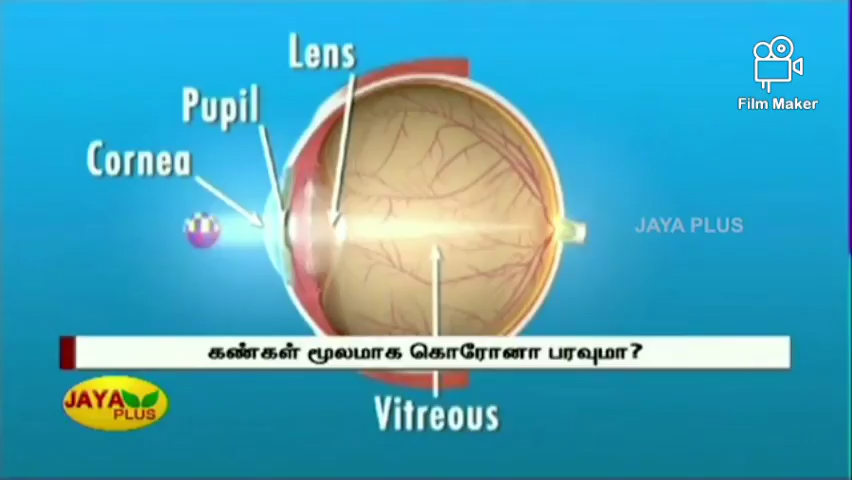 Lens
Film Maker
Pupil
Cornea
JAYA PLUS
கண்கள் மூலமாக கொரோனா பரவுமா?
JAYA
PLUS
Vitreous